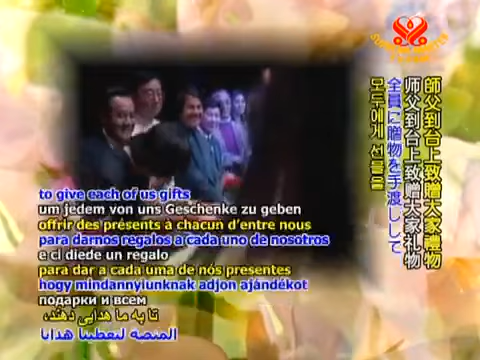 SUPREME MASTER
師父到台上致贈大家禮物
师父到台上致赠大家礼物
全員に贈物を手渡しして
모두에게 선물을
to give each of us gifts
um jedem von uns Geschenke zu geben
offrir des présents à chacun d'entre nous
para darnos regalos a cada uno de nosotros
e ci diede un regalo
para dar a cada uma de nós presentes
hogy mindannyiunknak adjon ajándékot
подарки и всем
تا به ما هدایی دهند،
المنصة لتعطينا هدايا